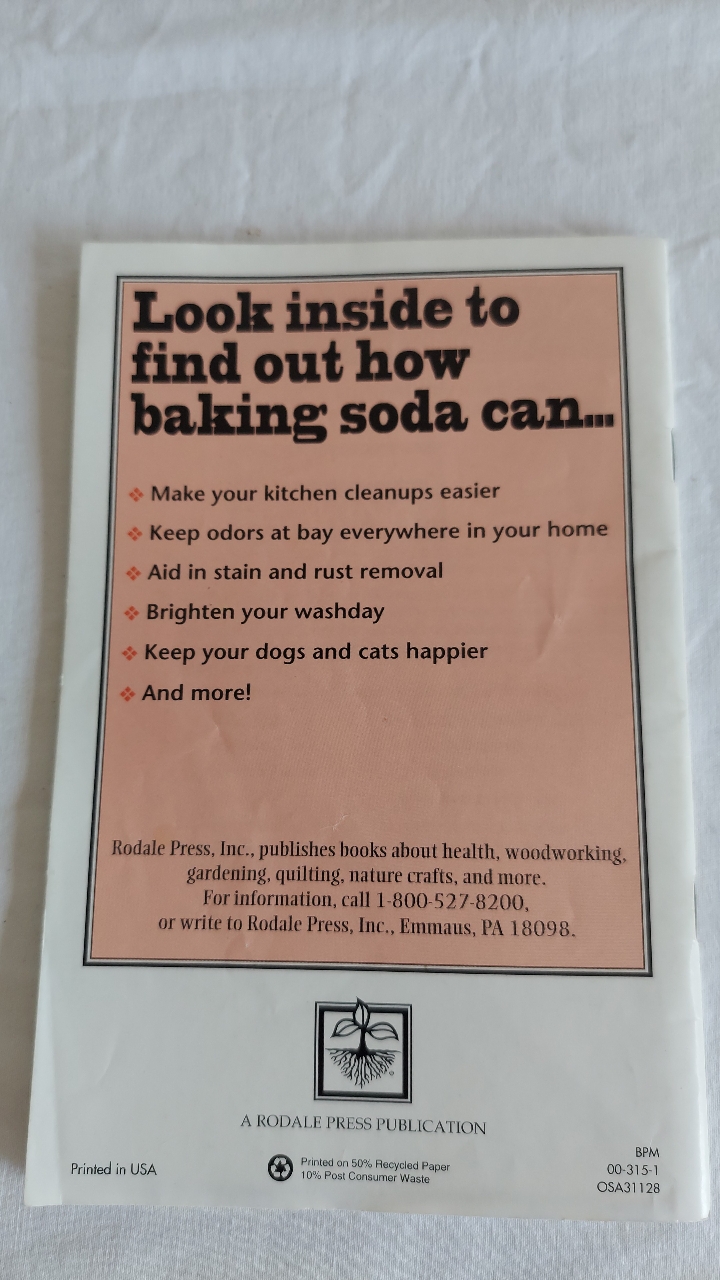 Look inside to
find out how
baking soda can...
❖ Make your kitchen cleanups easier
❖ Keep odors at bay everywhere in your home
❖ Aid in stain and rust removal
❖ Brighten your washday
❖ Keep your dogs and cats happier
❖ And more!
Rodale Press, Inc., publishes books about health, woodworking,
gardening, quilting, nature crafts, and more.
For information, call 1-800-527-8200,
or write to Rodale Press, Inc., Emmaus, PA 18098.
A RODALE PRESS PUBLICATION
Printed in USA
Printed on 50% Recycled Paper
10% Post Consumer Waste
BPM
00-315-1
OSA31128